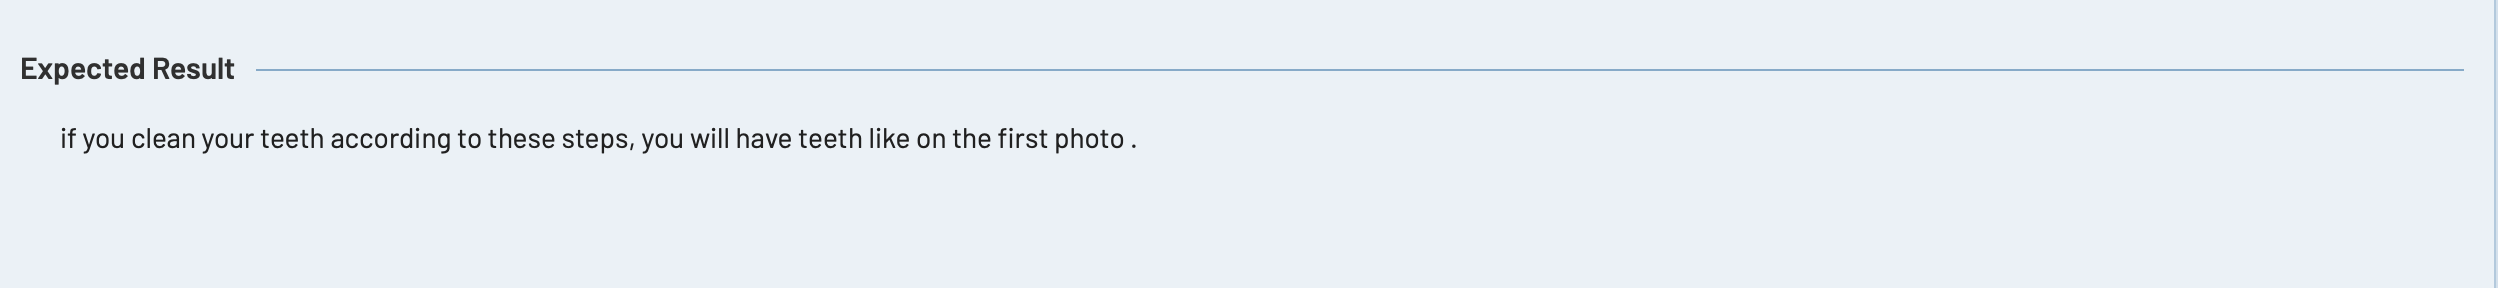 Expected Result
if you clean your teeth according to these steps, you will have teeth like on the first photo .